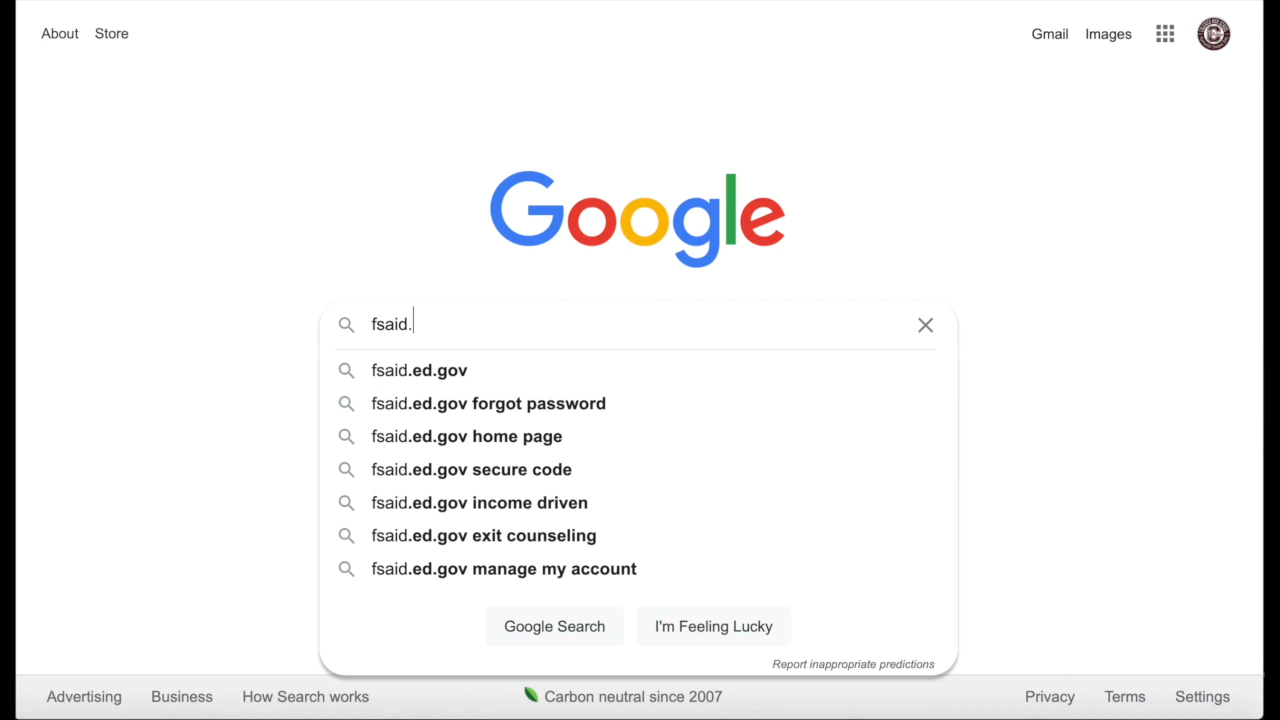 About Store
Gmail Images
Google
fsaid.
fsaid.ed.gov
fsaid.ed.gov forgot password
fsaid.ed.gov home page
fsaid.ed.gov secure code
fsaid.ed.gov income driven
fsaid.ed.gov exit counseling
fsaid.ed.gov manage my account
Google Search I'm Feeling Lucky
Report inappropriate predictions
Advertising Business How Search works Carbon neutral since 2007 Privacy Terms Settings